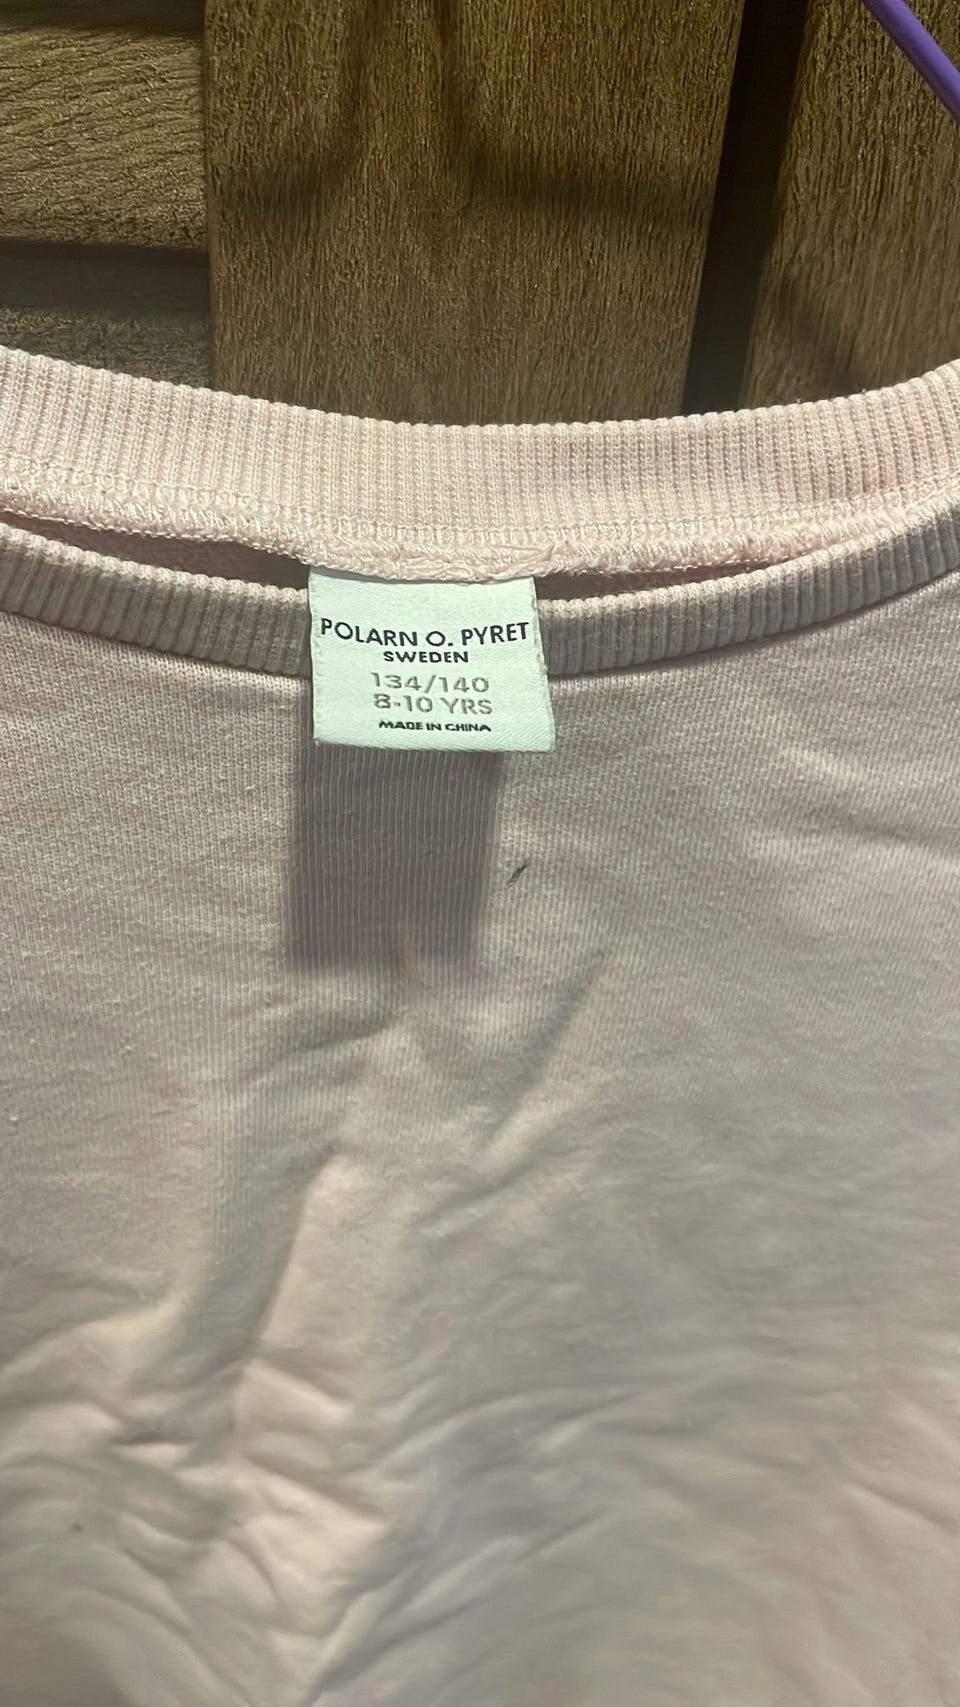 POLARN O. PYRET
SWEDEN
134/140
8-10 YRS
MADE IN CHINA